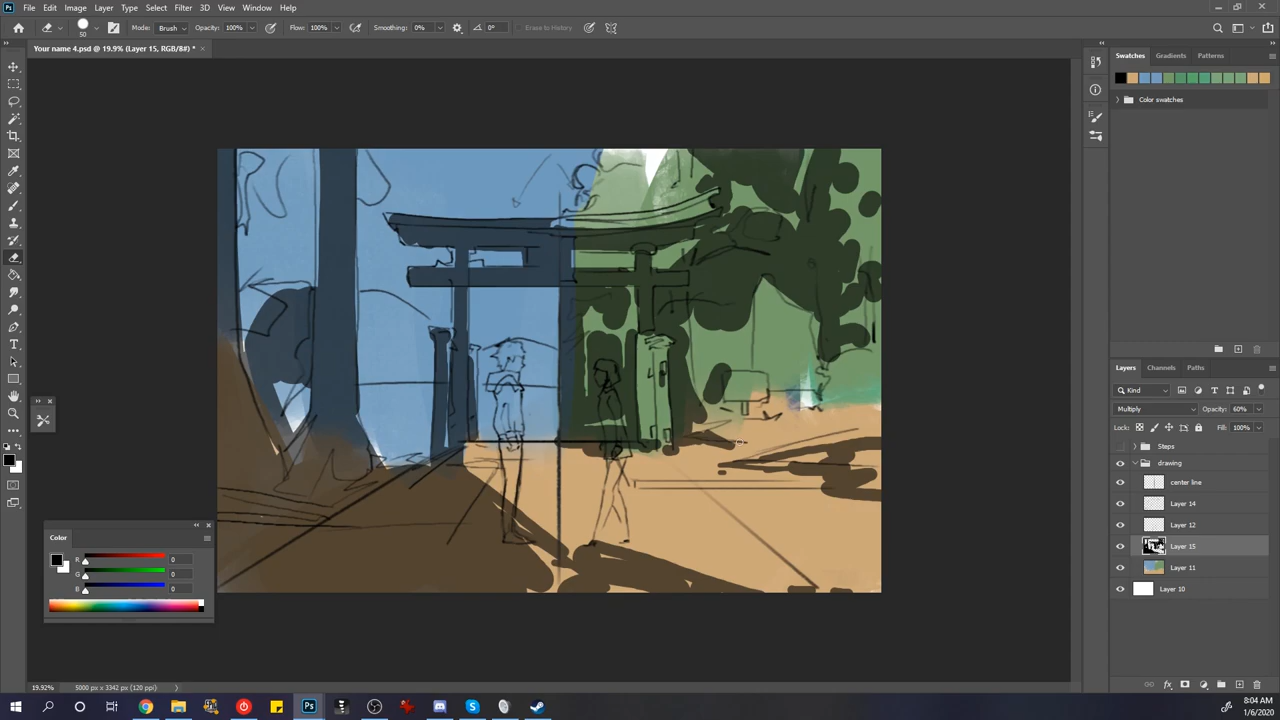 Ps File Edit Image Layer Type Select Filter 3D View Window Help
50 Mode: Brush Opacity: 100% Flow: 100% Smoothing: 0% 0° Erase to History
Your name 4.psd @ 19.9% (Layer 15, RGB/8#) * ×
Swatches Gradients Patterns
Color swatches
Layers Channels Paths
Kind
Multiply Opacity: 60%
Lock: Fill: 100%
Steps
drawing
center line
Layer 14
Layer 12
Layer 15
Layer 11
Layer 10
Color
R 0
G 0
B 0
19.92% 5000 px x 3342 px (120 ppi)
Ps
8:04 AM
1/6/2020